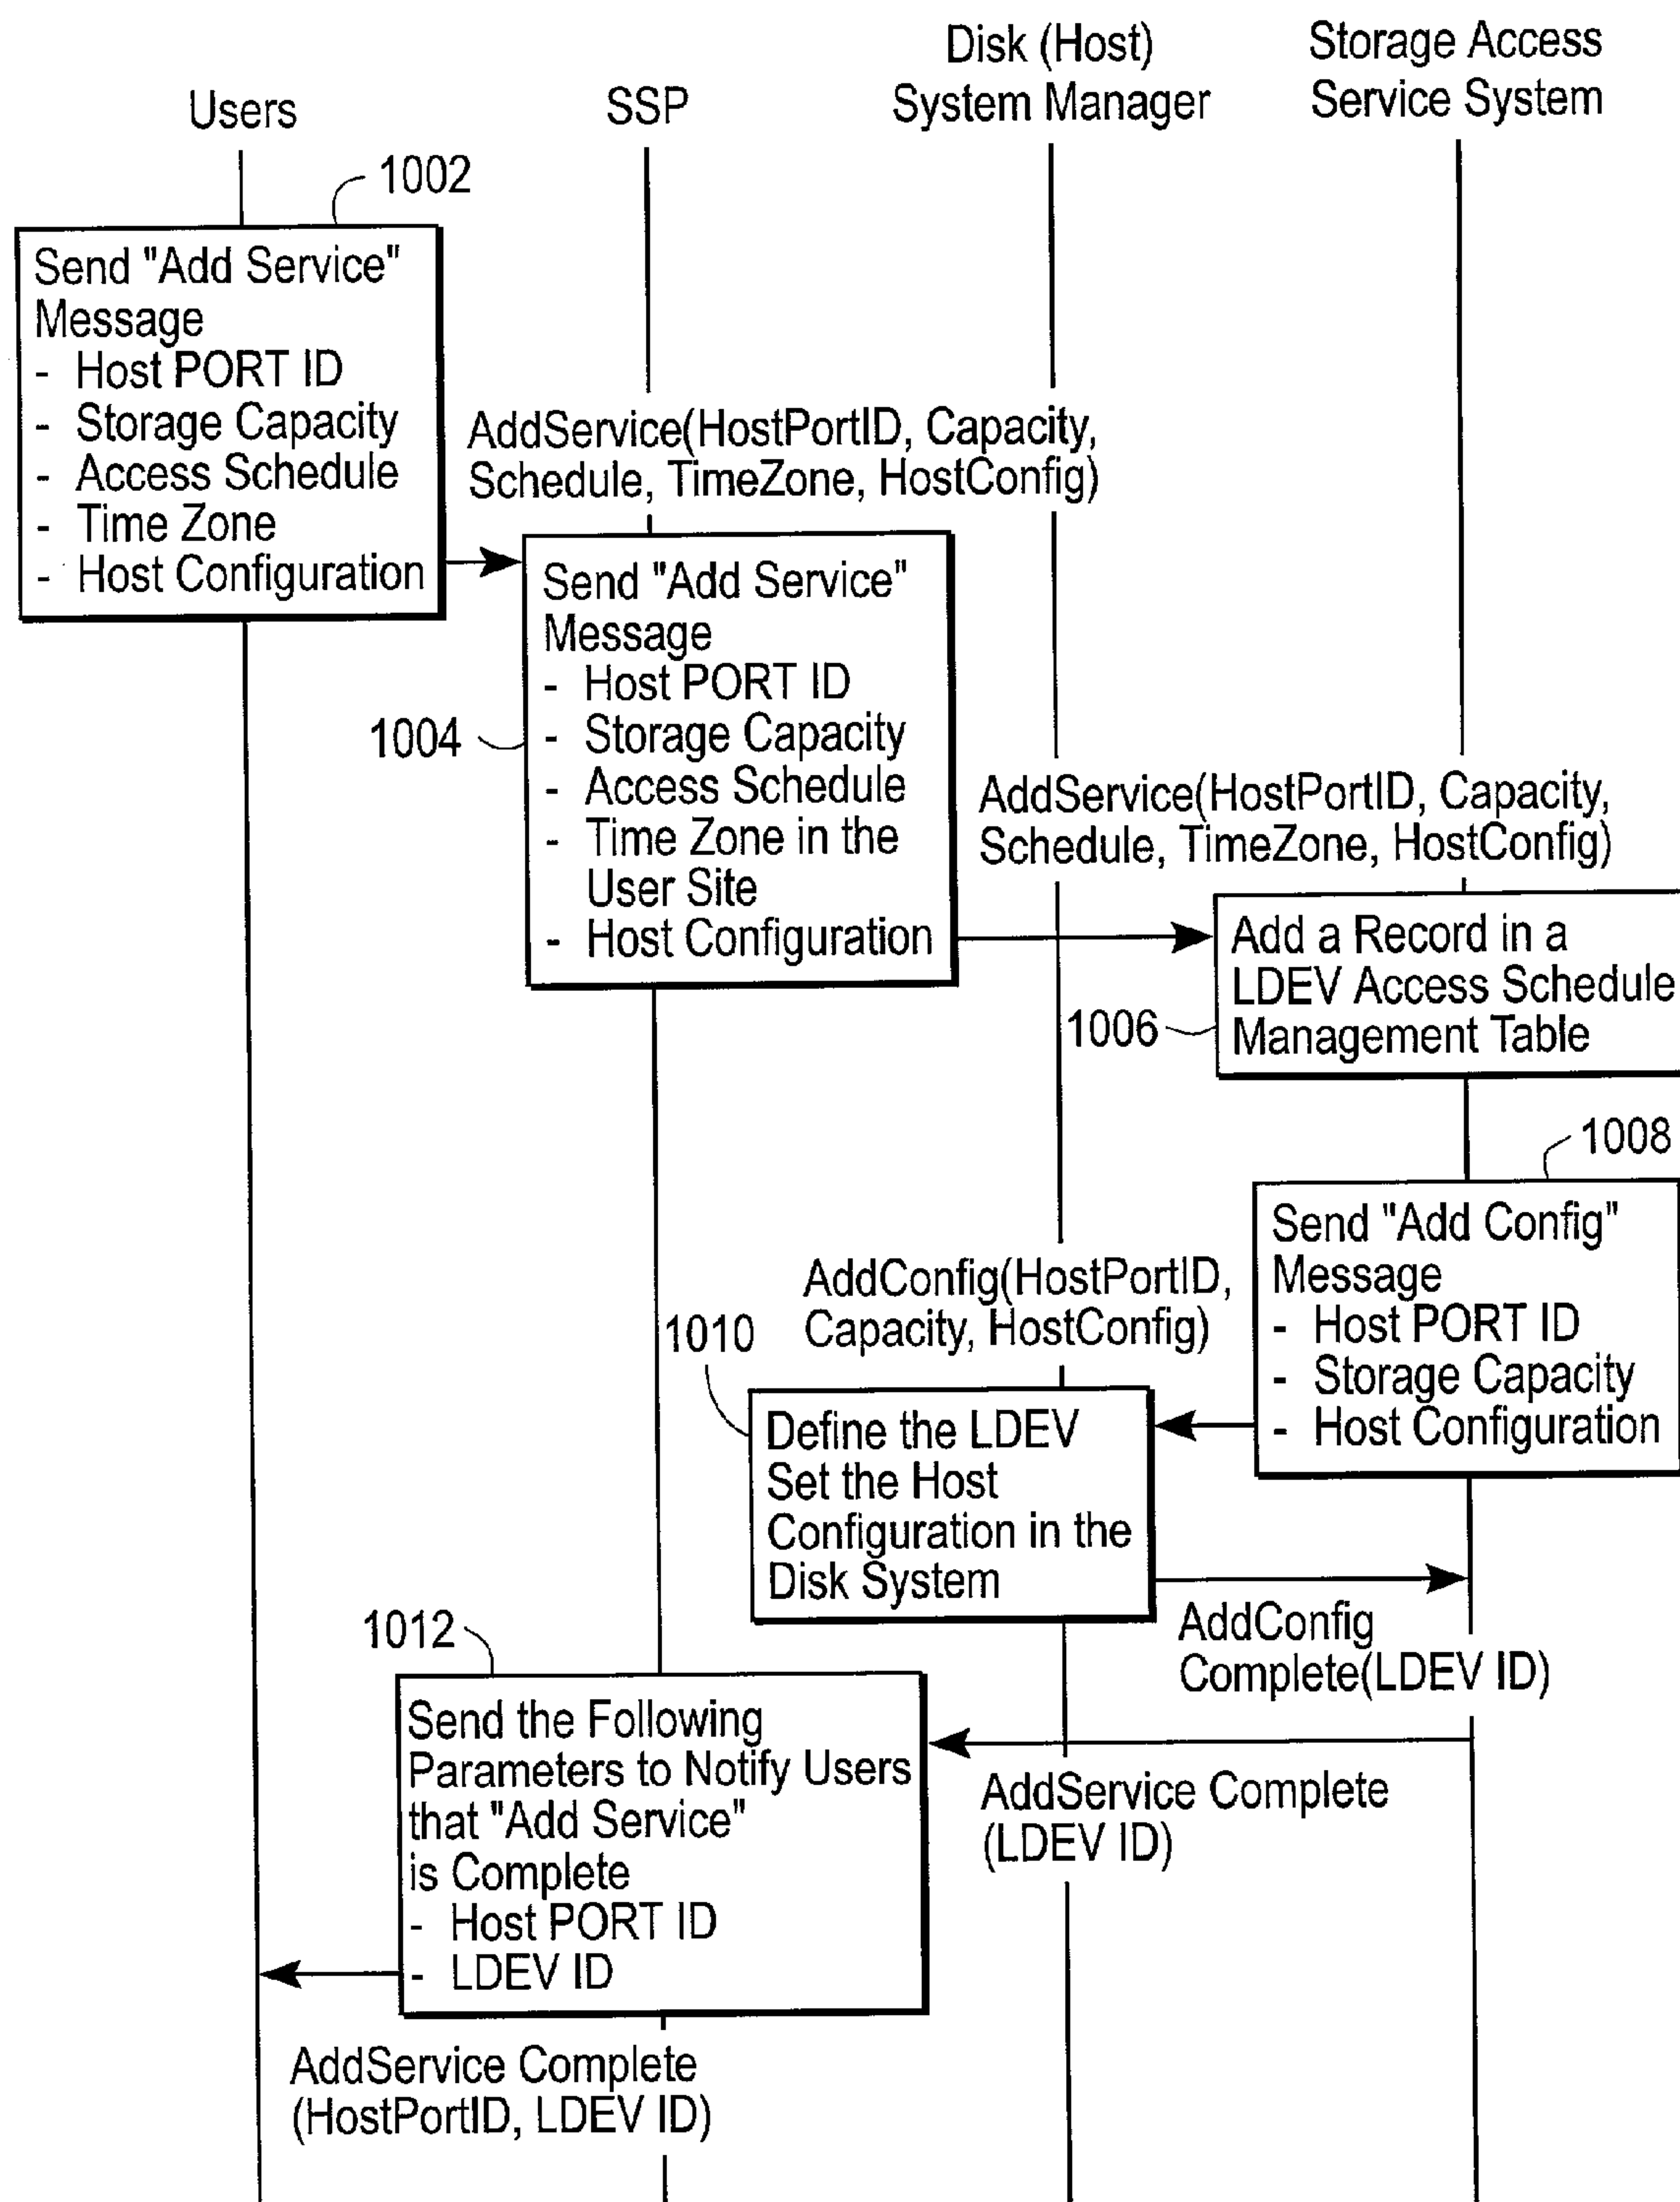 Users
SSP
Disk (Host)
System Manager
Storage Access
Service System
1002
Send "Add Service"
Message
- Host PORT ID
- Storage Capacity
- Access Schedule
- Time Zone
- Host Configuration
AddService(HostPortID, Capacity,
Schedule, TimeZone, HostConfig)
1004
Send "Add Service"
Message
- Host PORT ID
- Storage Capacity
- Access Schedule
- Time Zone in the
User Site
- Host Configuration
AddService(HostPortID, Capacity,
Schedule, TimeZone, HostConfig)
1006
Add a Record in a
LDEV Access Schedule
Management Table
1008
Send "Add Config"
Message
- Host PORT ID
- Storage Capacity
- Host Configuration
AddConfig(HostPortID,
Capacity, HostConfig)
1010
Define the LDEV
Set the Host
Configuration in the
Disk System
AddConfig
Complete(LDEV ID)
1012
Send the Following
Parameters to Notify Users
that "Add Service"
is Complete
- Host PORT ID
- LDEV ID
AddService Complete
(LDEV ID)
AddService Complete
(HostPortID, LDEV ID)